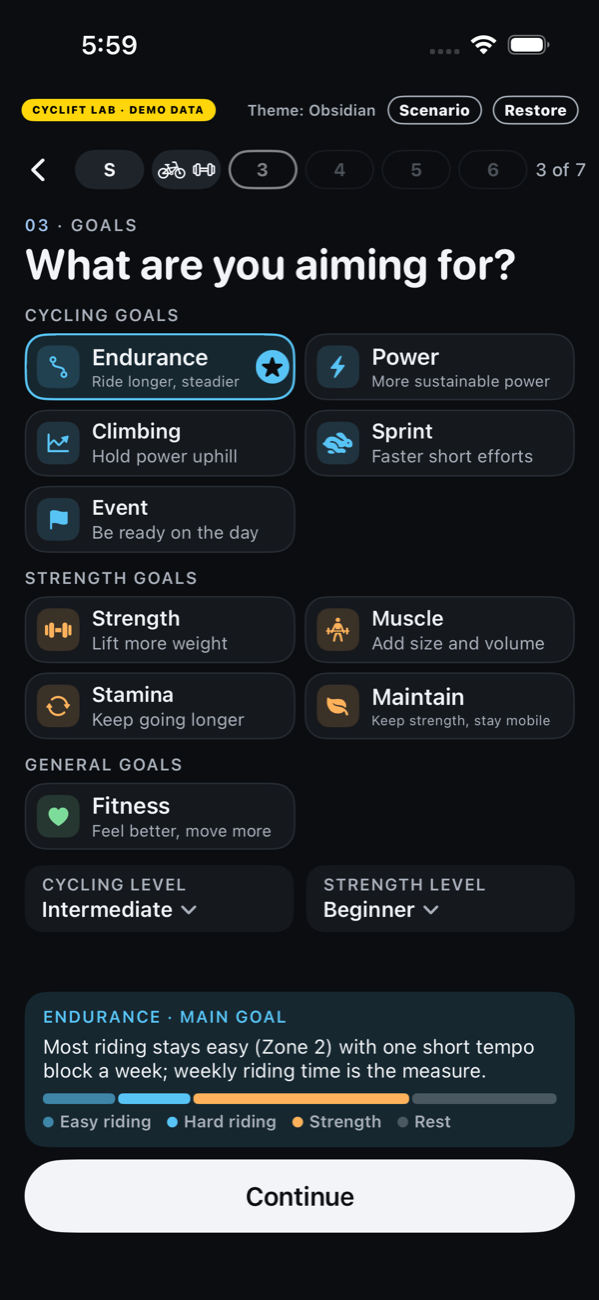 5:59
CYCLIFT LAB · DEMO DATA
Theme: Obsidian
Scenario
Restore
S
3
4
5
6
3 of 7
03 · GOALS
What are you aiming for?
CYCLING GOALS
Endurance
Ride longer, steadier
Power
More sustainable power
Climbing
Hold power uphill
Sprint
Faster short efforts
Event
Be ready on the day
STRENGTH GOALS
Strength
Lift more weight
Muscle
Add size and volume
Stamina
Keep going longer
Maintain
Keep strength, stay mobile
GENERAL GOALS
Fitness
Feel better, move more
CYCLING LEVEL
Intermediate
STRENGTH LEVEL
Beginner
ENDURANCE · MAIN GOAL
Most riding stays easy (Zone 2) with one short tempo
block a week; weekly riding time is the measure.
Easy riding
Hard riding
Strength
Rest
Continue